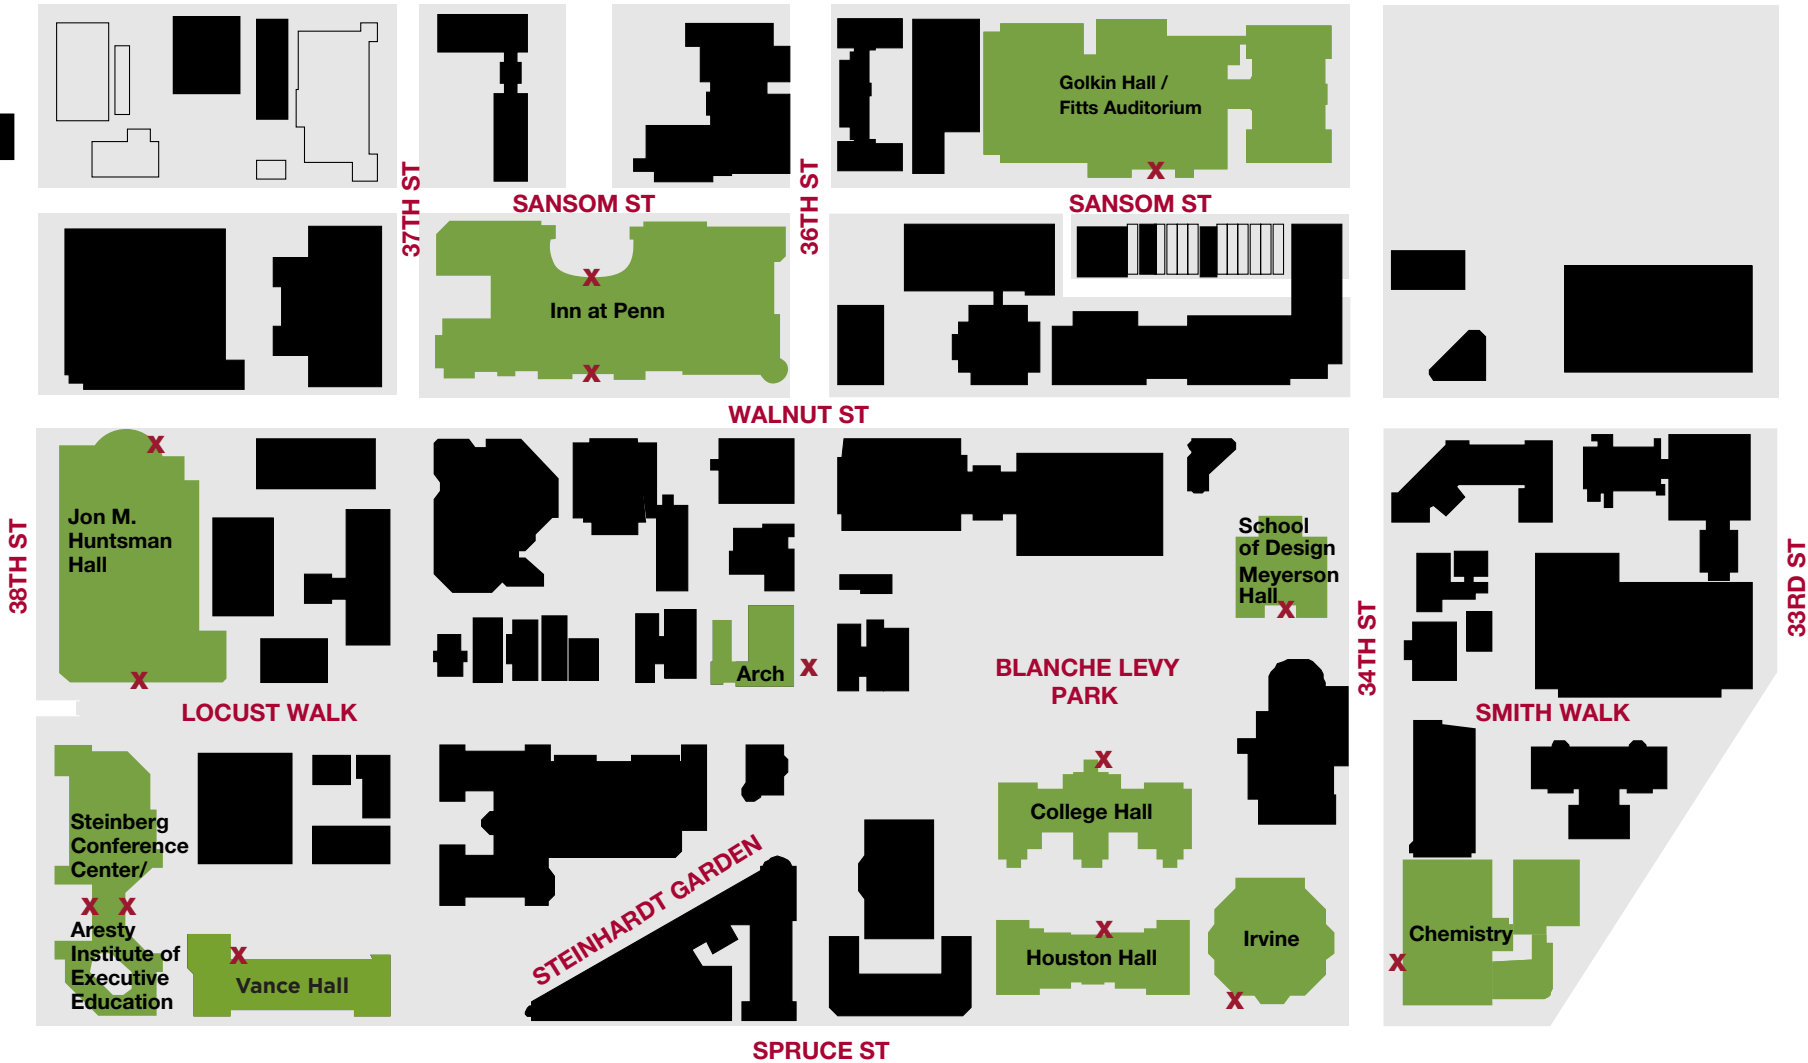 Golkin Hall /
Fitts Auditorium
X
37TH ST
SANSOM ST
36TH ST
SANSOM ST
X
Inn at Penn
X
WALNUT ST
X
Jon M.
Huntsman
Hall
38TH ST
X
School
of Design
Meyerson
Hall
X
34TH ST
33RD ST
Arch
X
BLANCHE LEVY
PARK
LOCUST WALK
SMITH WALK
X
College Hall
Steinberg
Conference
Center/
X X
Aresty
Institute of
Executive
Education
X
Vance Hall
STEINHARDT GARDEN
X
Houston Hall
Irvine
X
Chemistry
X
SPRUCE ST